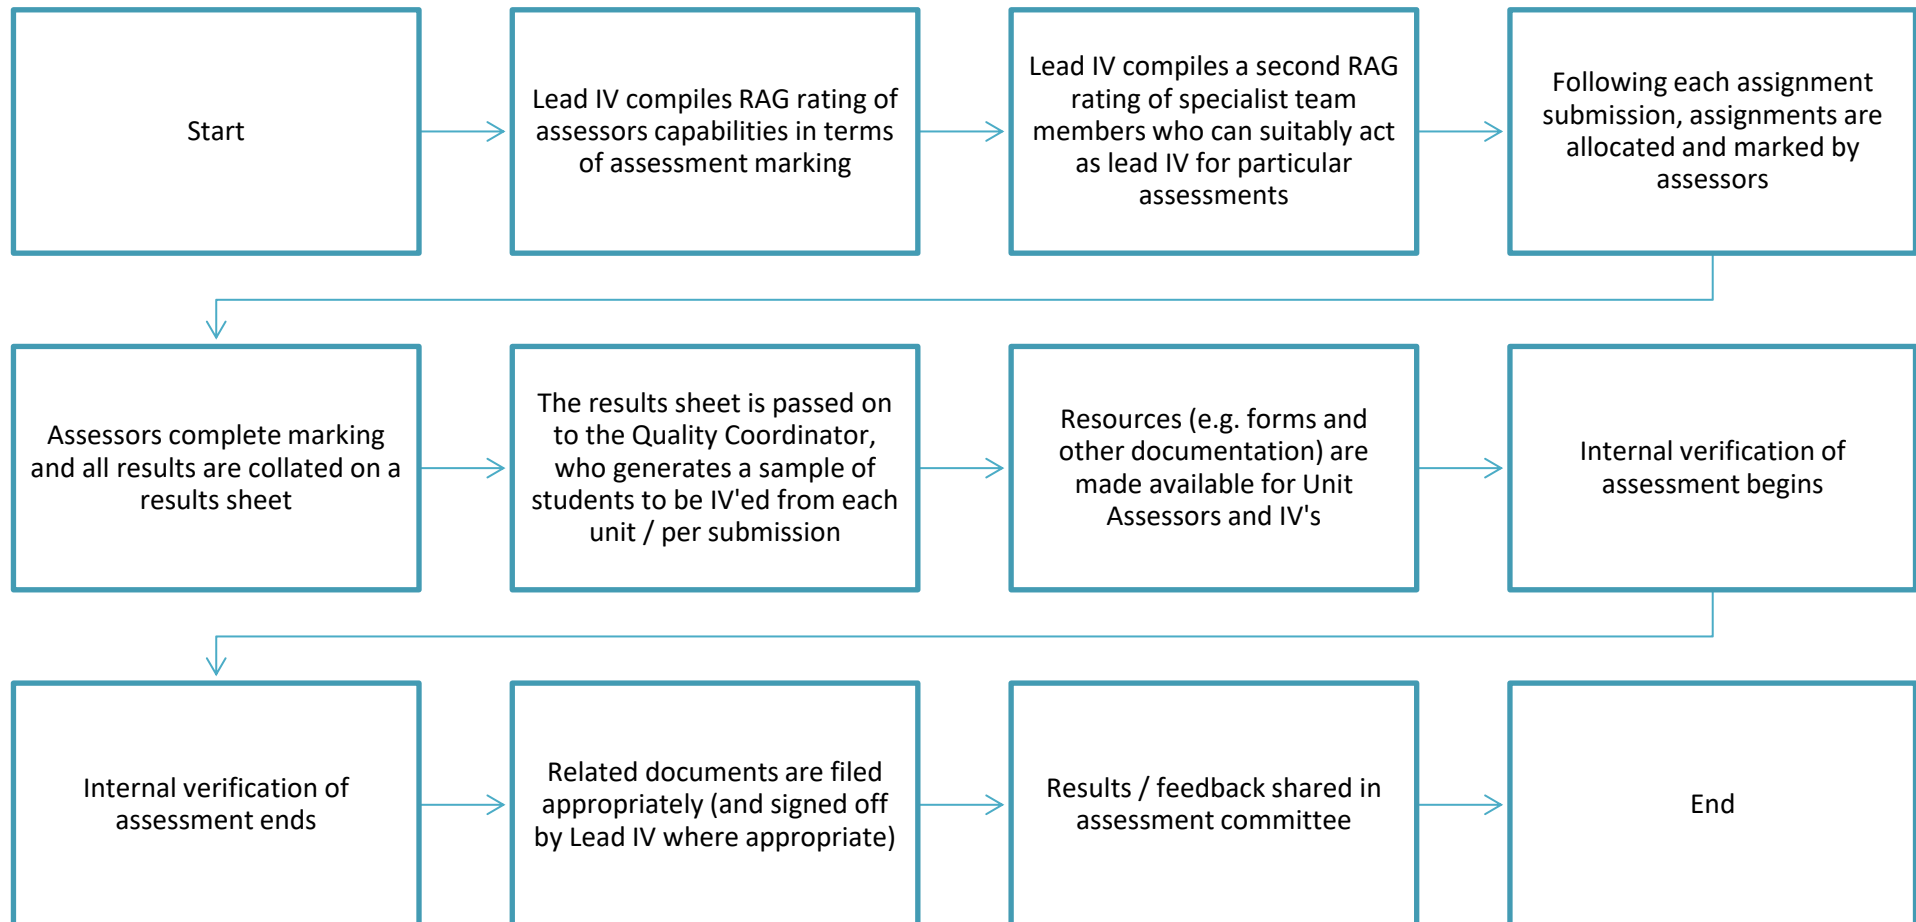 Start
Lead IV compiles RAG rating of
assessors capabilities in terms
of assessment marking
Lead IV compiles a second RAG
rating of specialist team
members who can suitably act
as lead IV for particular
assessments
Following each assignment
submission, assignments are
allocated and marked by
assessors
Assessors complete marking
and all results are collated on a
results sheet
The results sheet is passed on
to the Quality Coordinator,
who generates a sample of
students to be IV'ed from each
unit / per submission
Resources (e.g. forms and
other documentation) are
made available for Unit
Assessors and IV's
Internal verification of
assessment begins
Internal verification of
assessment ends
Related documents are filed
appropriately (and signed off
by Lead IV where appropriate)
Results / feedback shared in
assessment committee
End